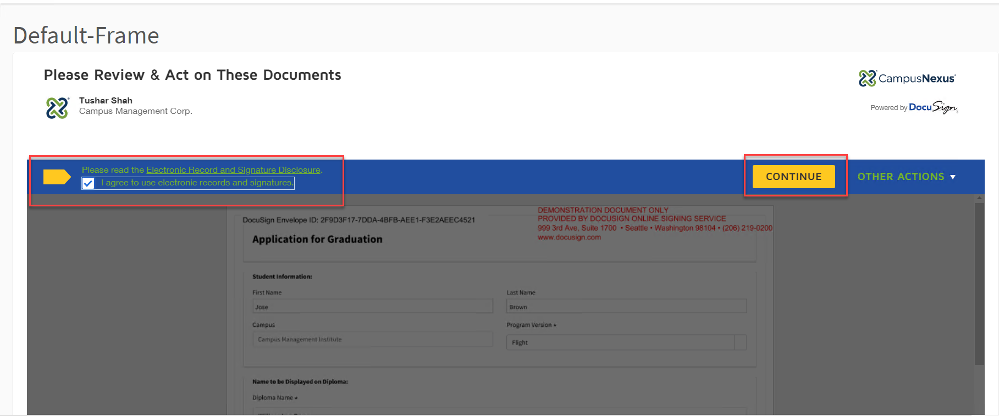 Default-Frame
Please Review & Act on These Documents
CampusNexus
Tushar Shah
Campus Management Corp.
Powered by DocuSign
Please read the Electronic Record and Signature Disclosure.
I agree to use electronic records and signatures.
CONTINUE
OTHER ACTIONS
DocuSign Envelope ID: 2F9D3F17-7DDA-4BFB-AEE1-F3E2AEEC4521
DEMONSTRATION DOCUMENT ONLY
PROVIDED BY DOCUSIGN ONLINE SIGNING SERVICE
999 3rd Ave, Suite 1700 • Seattle • Washington 98104 • (206) 219-0200
www.docusign.com
Application for Graduation
Student Information:
First Name
Last Name
Jose
Brown
Campus
Program Version *
Campus Management Institute
Flight
Name to be Displayed on Diploma:
Diploma Name *